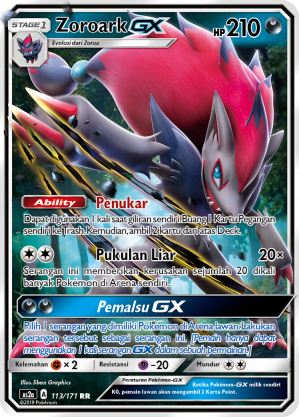 STAGE 1 Zoroark GX HP 210
Evolusi dari Zorua
Ability Penukar
Dapat digunakan 1 kali saat giliran sendiri. Buang 1 Kartu Pegangan
sendiri ke Trash. Kemudian, ambil 2 kartu dari atas Deck.
Pukulan Liar 20×
Serangan ini memberikan kerusakan sejumlah 20 dikali
banyak Pokémon di Arena sendiri.
Pemalsu GX
Pilih 1 serangan yang dimiliki Pokémon di Arena lawan. Lakukan
serangan tersebut sebagai serangan ini. [Pemain hanya dapat
menggunakan 1 kali serangan GX dalam sebuah permainan.]
Kelemahan × 2 Resistansi -20 Mundur
Illus. 5ban Graphics
Peraturan Pokémon GX
Ketika Pokémon-GX milik sendiri
KO, pemain lawan akan mengambil 2 Kartu Point.
A 113/171 RR
©2019 Pokémon